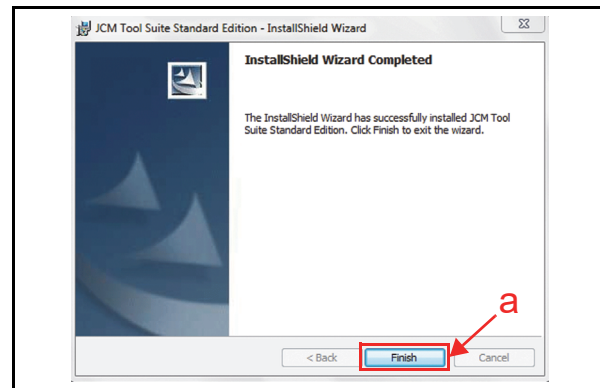 JCM Tool Suite Standard Edition - InstallShield Wizard
InstallShield Wizard Completed
The InstallShield Wizard has successfully installed JCM Tool
Suite Standard Edition. Click Finish to exit the wizard.
a
< Back Finish Cancel